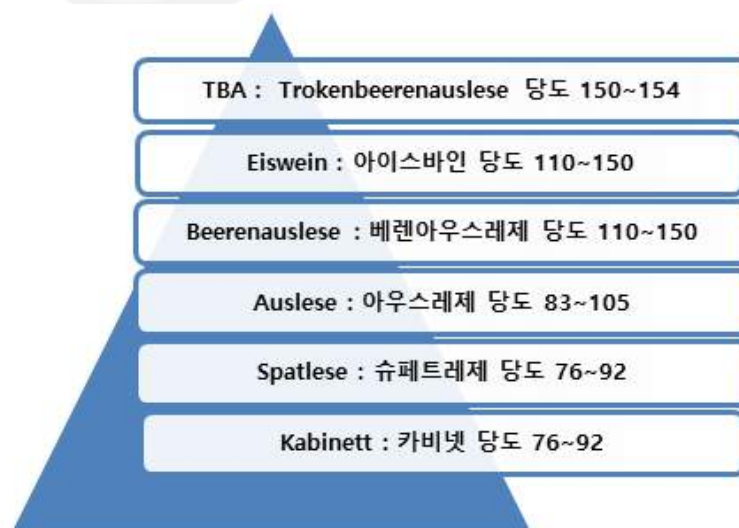 TBA : Trokenbeerenauslese 당도 150~154
Eiswein : 아이스바인 당도 110~150
Beerenauslese : 베렌아우스레제 당도 110~150
Auslese : 아우스레제 당도 83~105
Spatlese : 슈페트레제 당도 76~92
Kabinett : 카비넷 당도 76~92